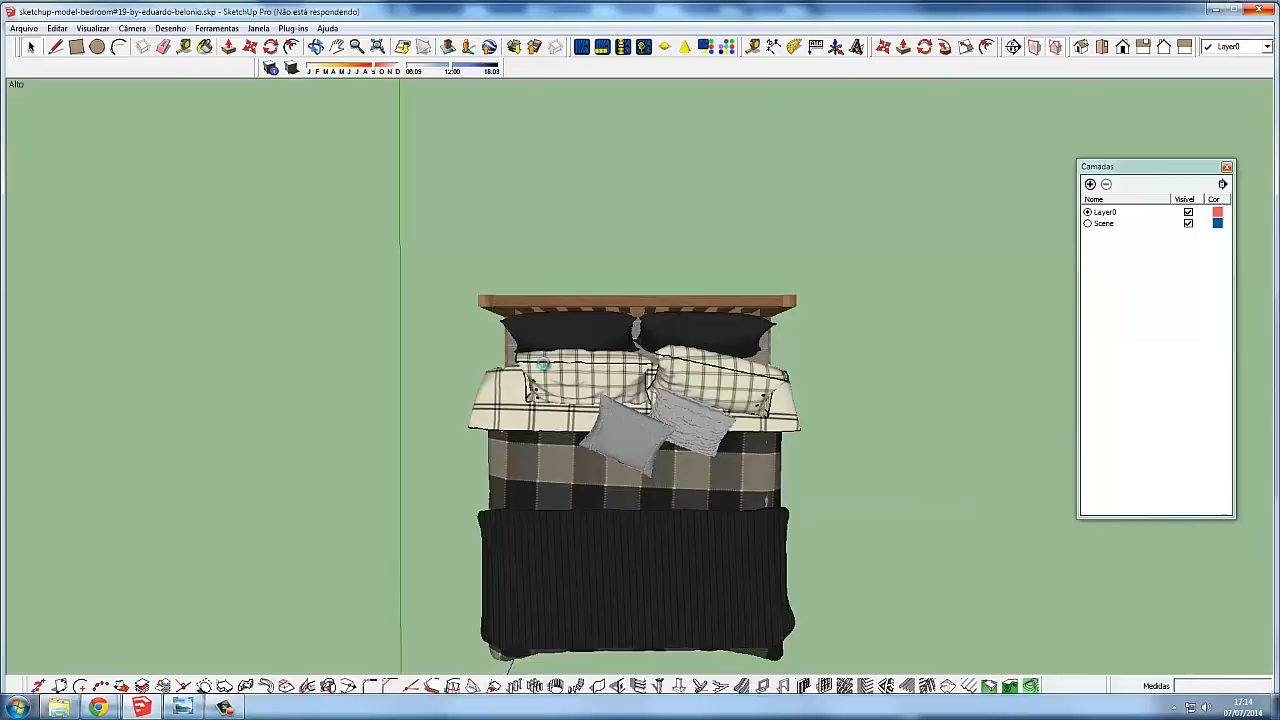 sketchup-model-bedroom#19-by-eduardo-belonio.skp - SketchUp Pro (Não está respondendo)
Arquivo Editar Visualizar Câmera Desenho Ferramentas Janela Plug-ins Ajuda
Layer0
J F M A M J J A S O N D 06:09 12:00 18:03
Alto
Camadas
Nome Visível Cor
Layer0
Scene
Medidas
17:14
07/07/2014